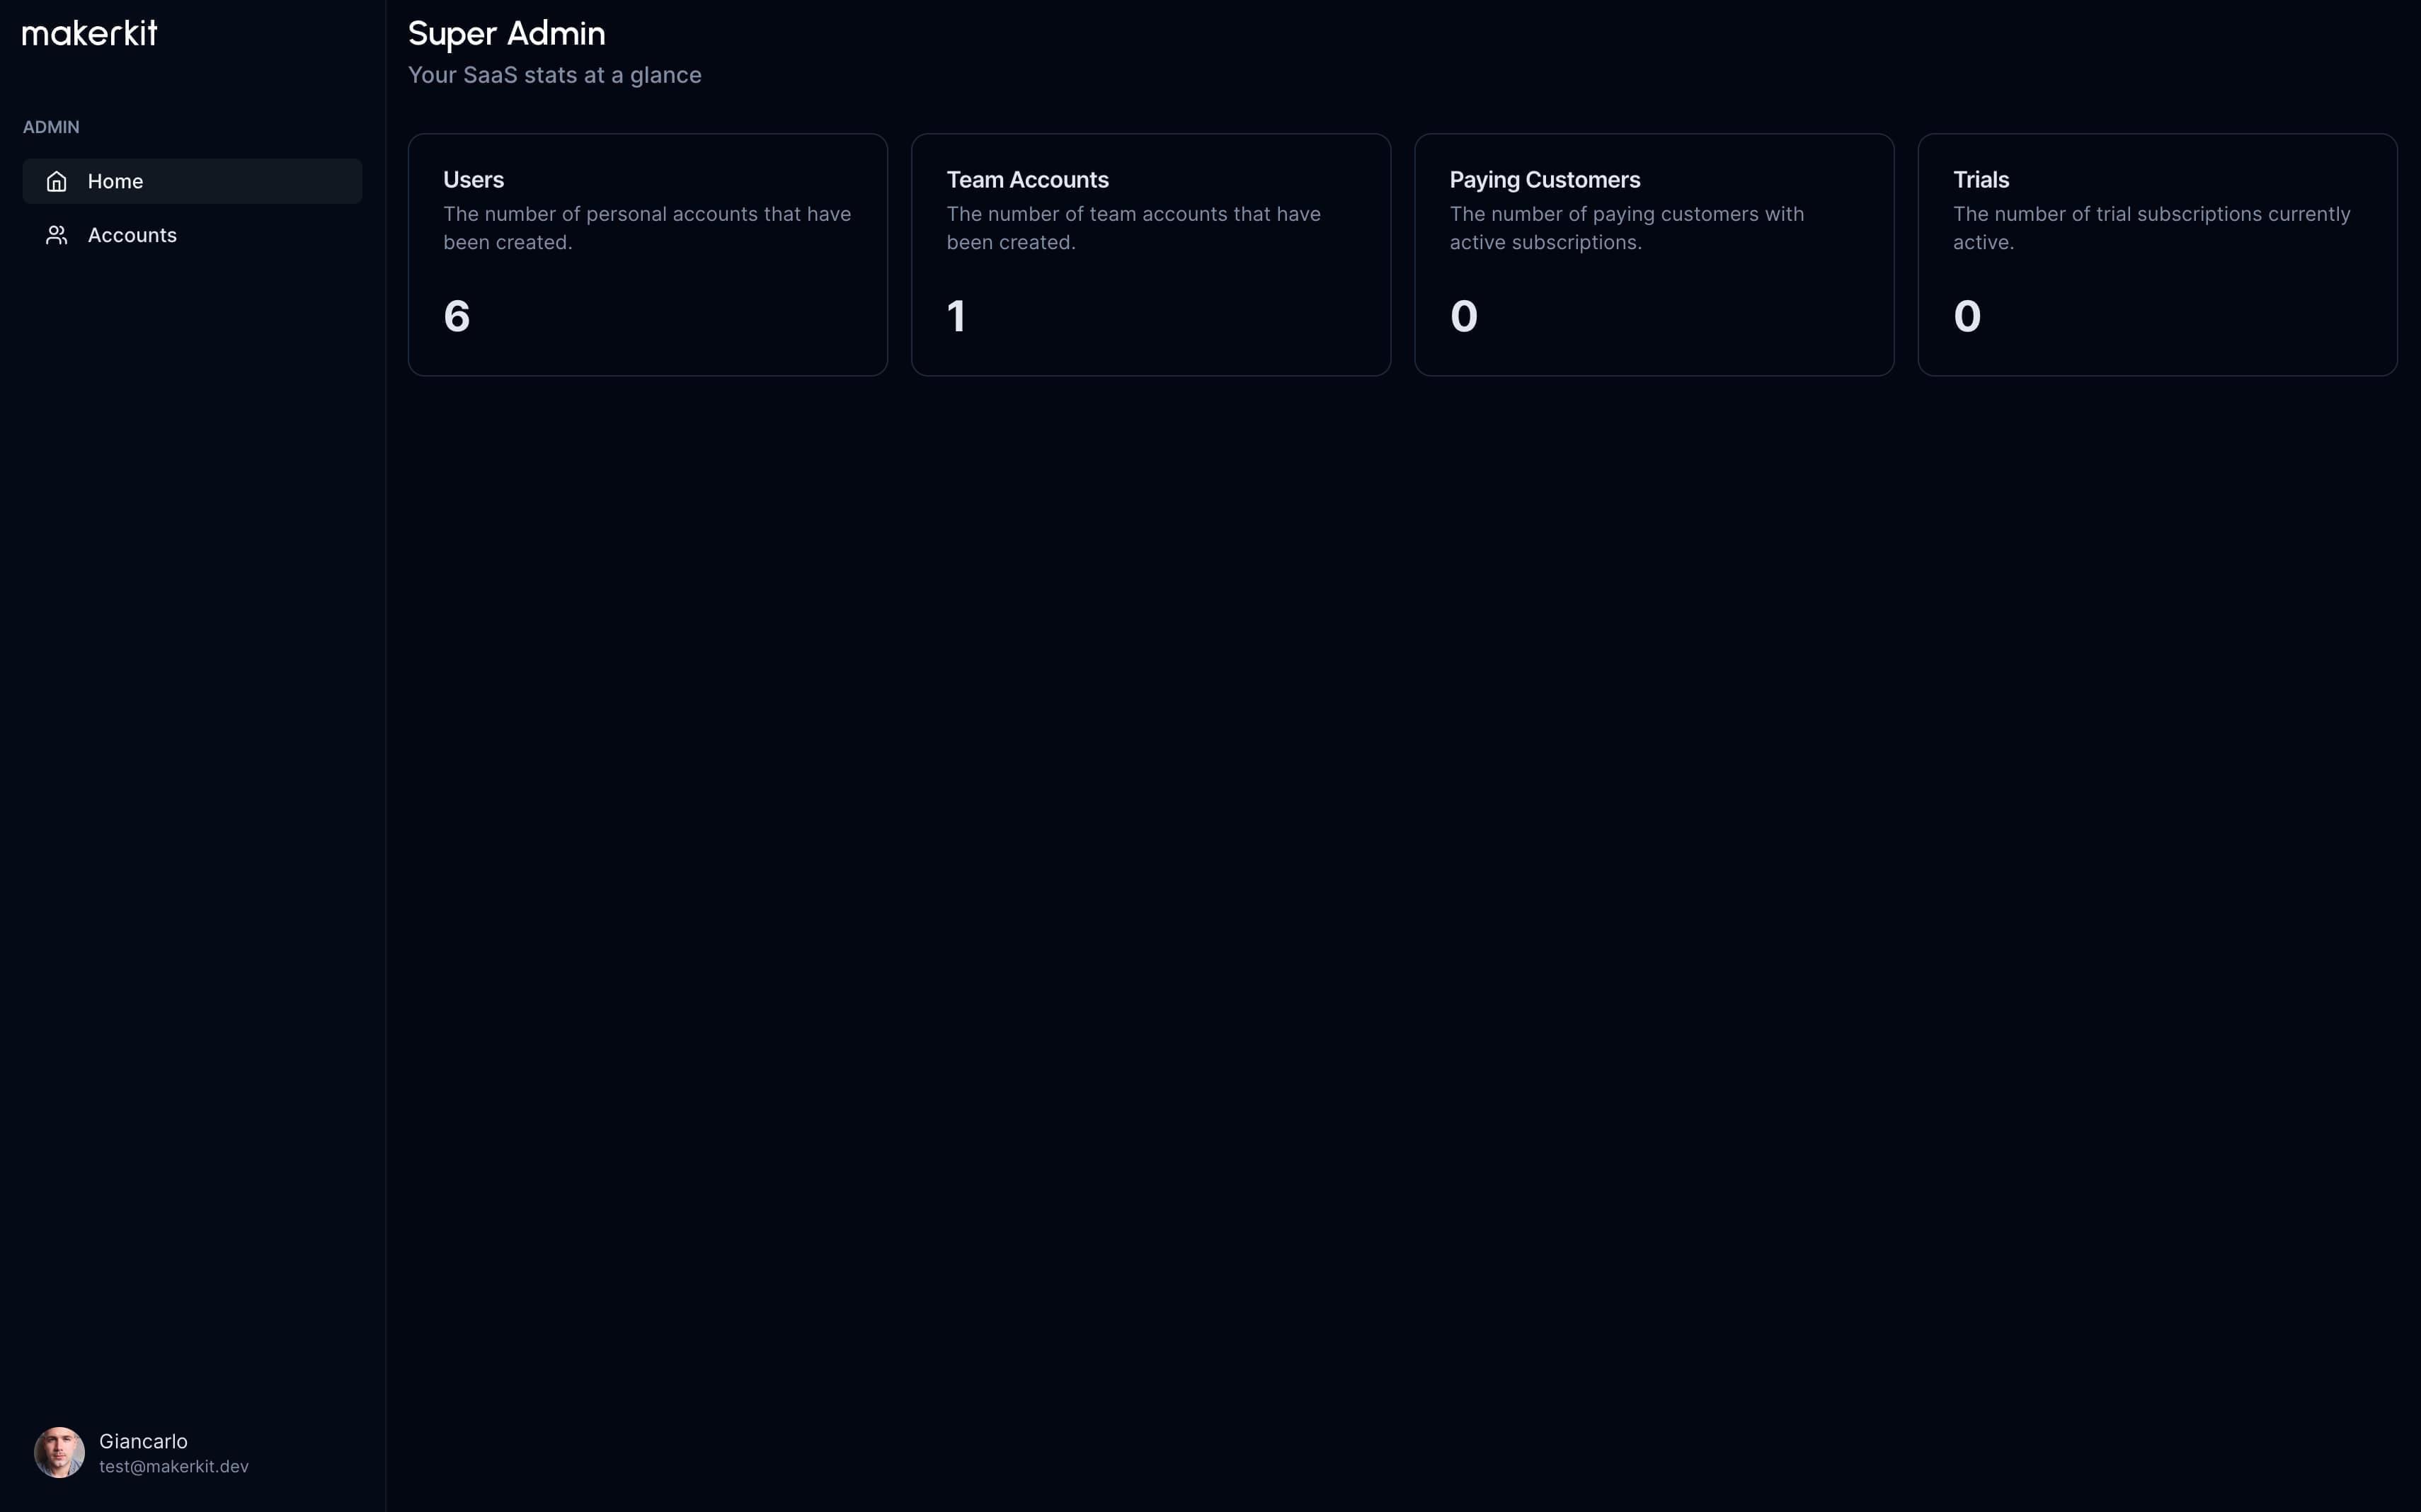 makerkit
ADMIN
Home
Accounts
Giancarlo
test@makerkit.dev
Super Admin
Your SaaS stats at a glance
Users
The number of personal accounts that have
been created.
6
Team Accounts
The number of team accounts that have
been created.
1
Paying Customers
The number of paying customers with
active subscriptions.
0
Trials
The number of trial subscriptions currently
active.
0